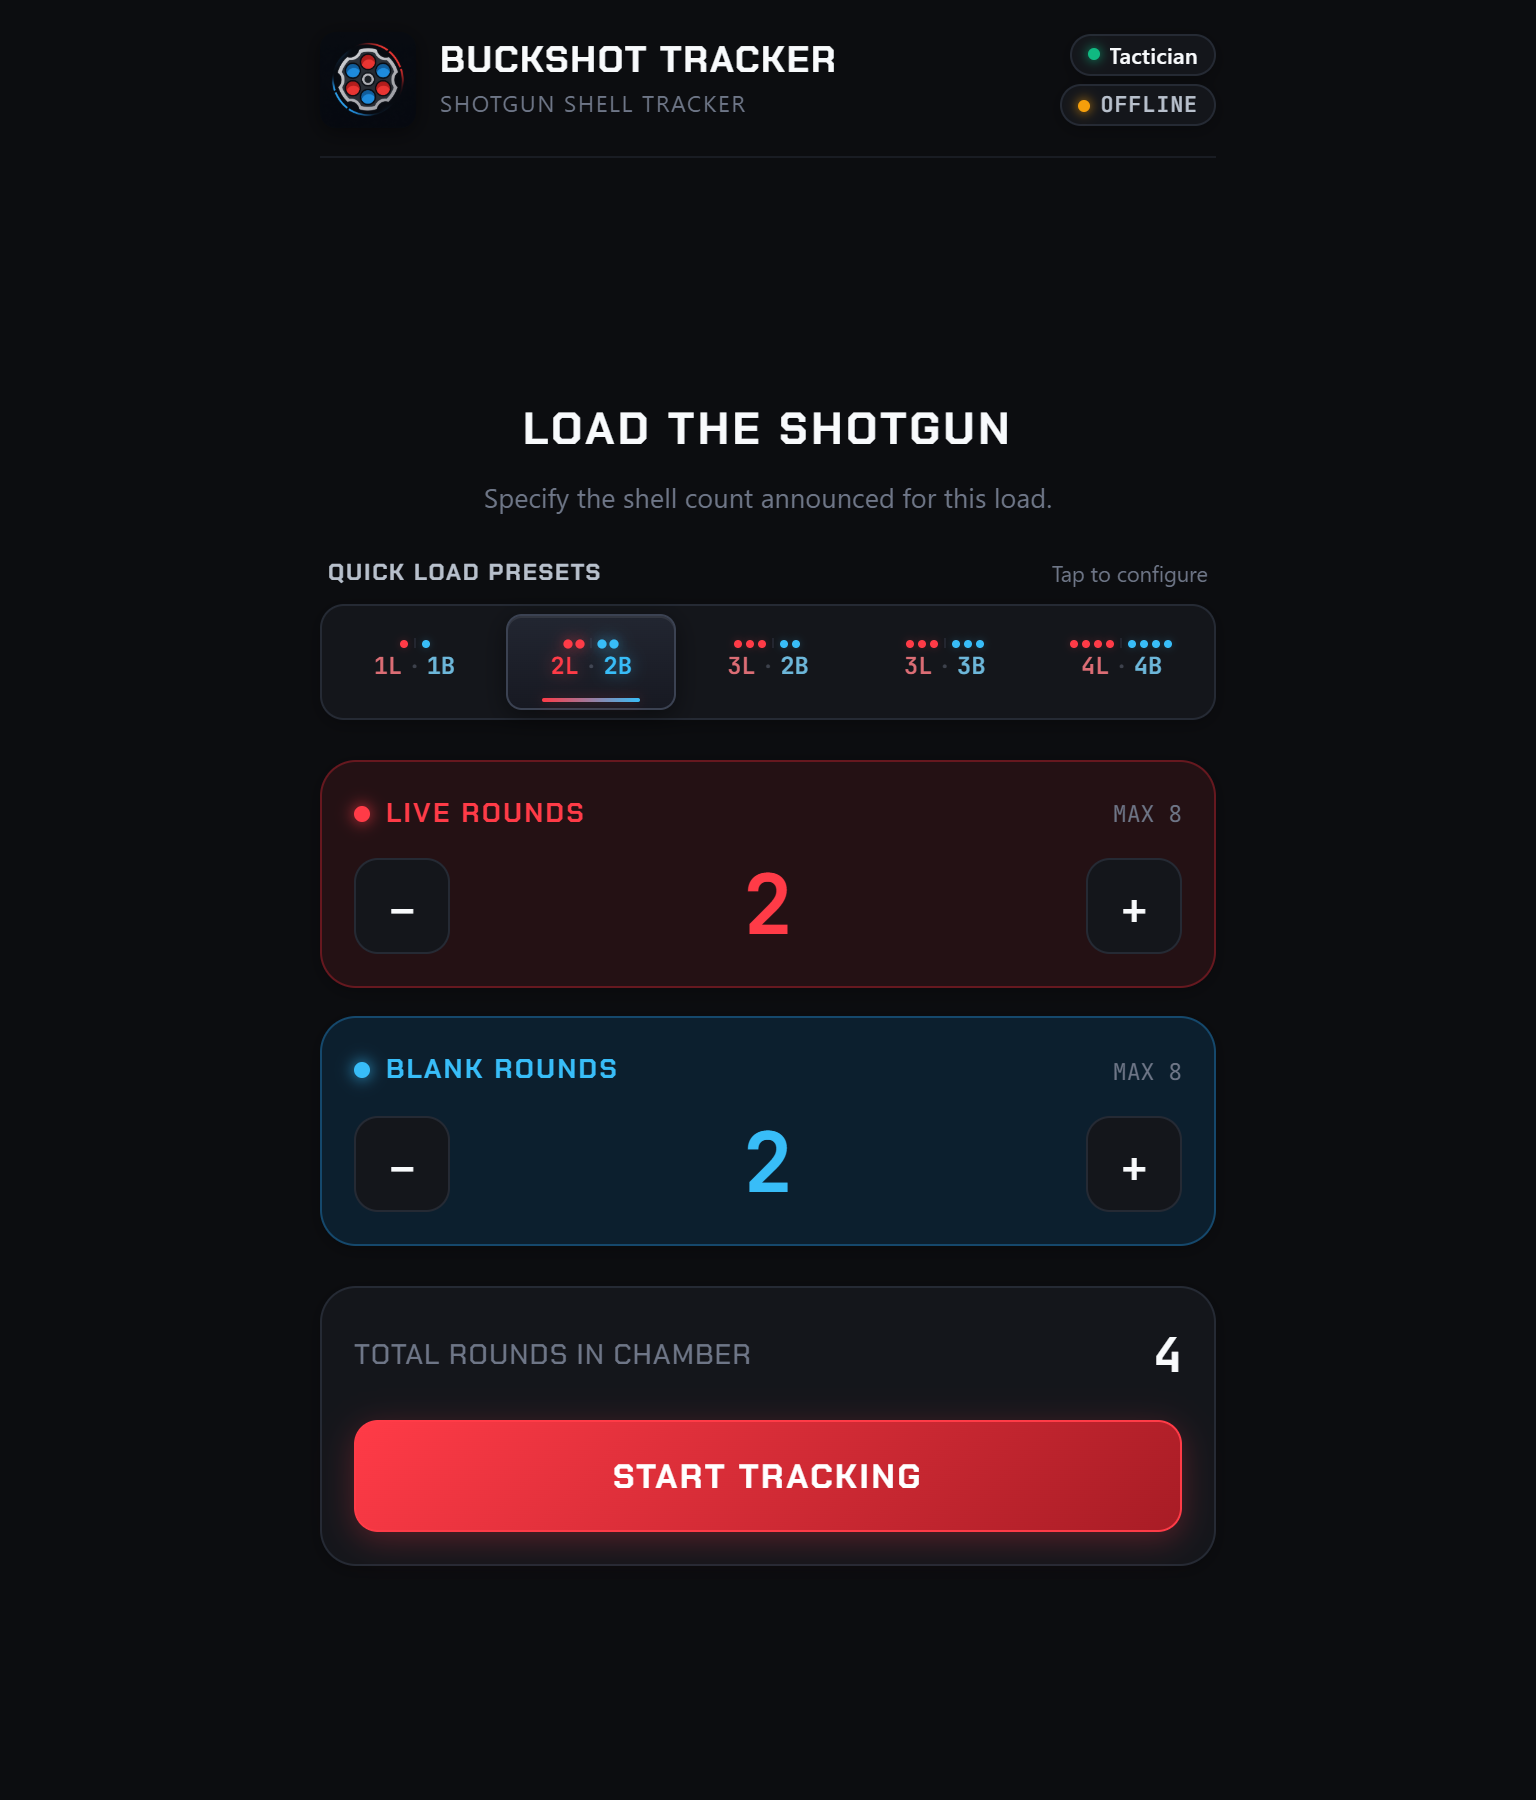 BUCKSHOT TRACKER
SHOTGUN SHELL TRACKER
Tactician
OFFLINE
LOAD THE SHOTGUN
Specify the shell count announced for this load.
QUICK LOAD PRESETS
Tap to configure
1L · 1B
2L · 2B
3L · 2B
3L · 3B
4L · 4B
LIVE ROUNDS
MAX 8
− 2 +
BLANK ROUNDS
MAX 8
− 2 +
TOTAL ROUNDS IN CHAMBER 4
START TRACKING